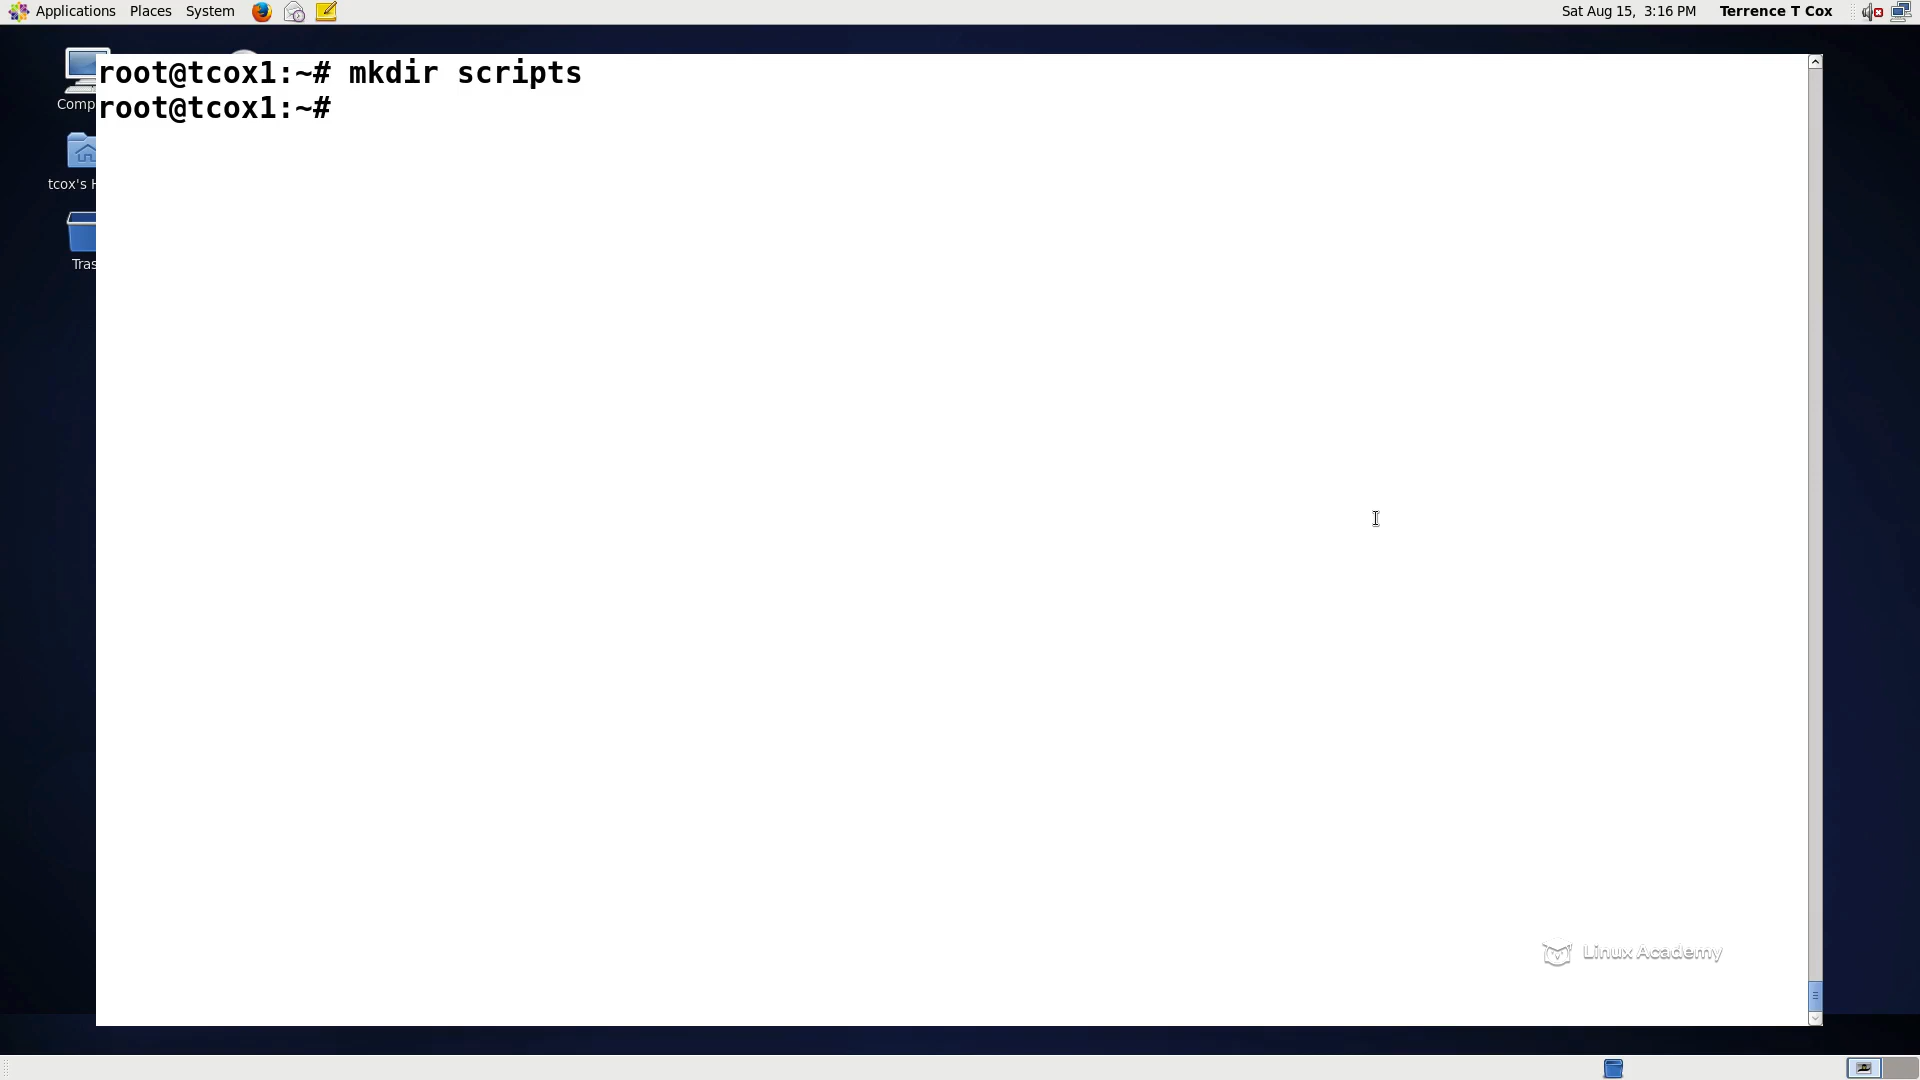 Applications Places System Sat Aug 15, 3:16 PM Terrence T Cox
root@tcox1:~# mkdir scripts
root@tcox1:~#
Comp
tcox's H
Tras
Linux Academy